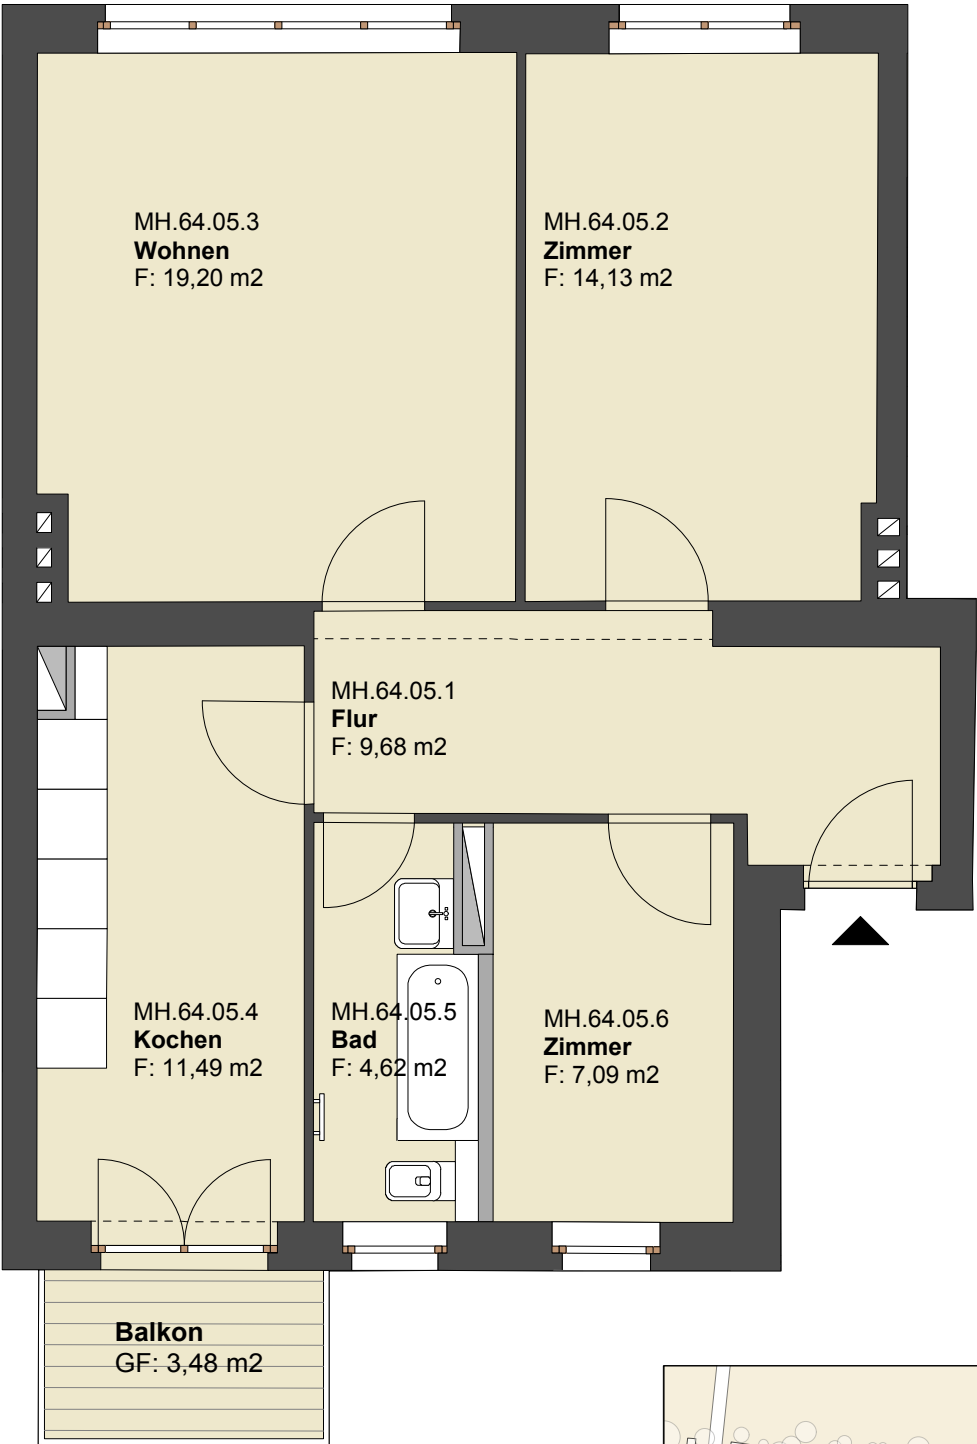 MH.64.05.3
Wohnen
F: 19,20 m2
MH.64.05.2
Zimmer
F: 14,13 m2
MH.64.05.1
Flur
F: 9,68 m2
MH.64.05.4
Kochen
F: 11,49 m2
MH.64.05.5
Bad
F: 4,62 m2
MH.64.05.6
Zimmer
F: 7,09 m2
Balkon
GF: 3,48 m2